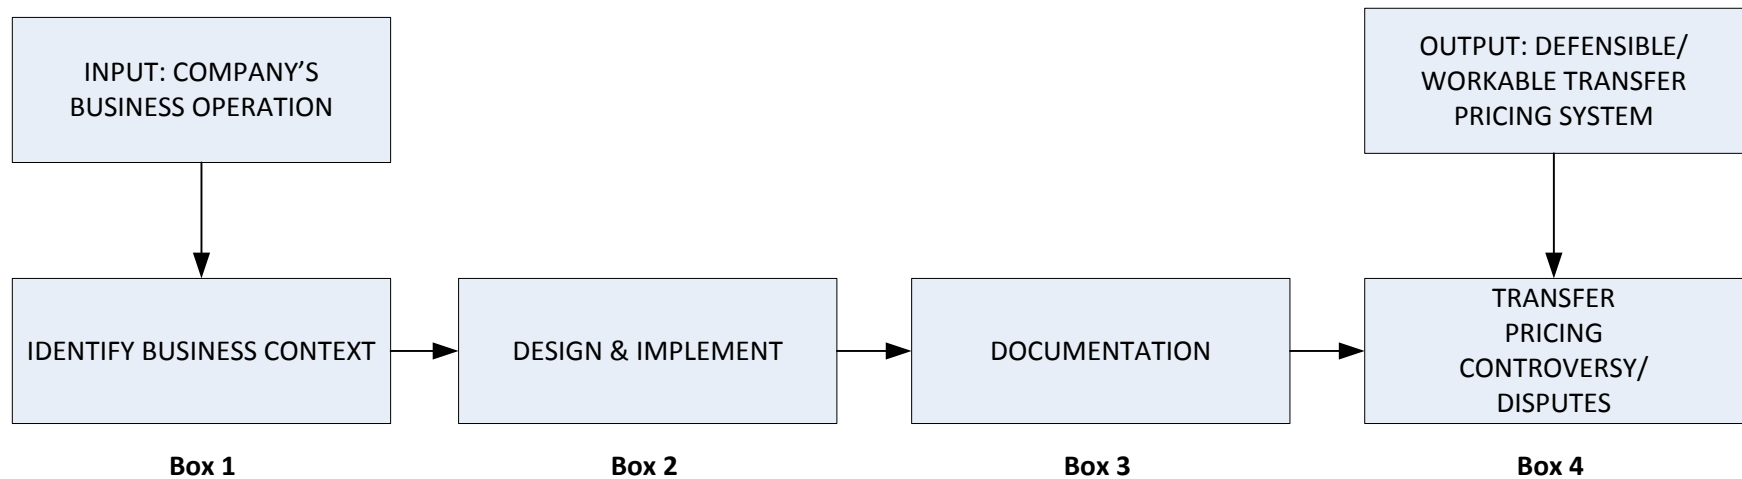 INPUT: COMPANY’S
BUSINESS OPERATION
OUTPUT: DEFENSIBLE/
WORKABLE TRANSFER
PRICING SYSTEM
IDENTIFY BUSINESS CONTEXT
DESIGN & IMPLEMENT
DOCUMENTATION
TRANSFER
PRICING
CONTROVERSY/
DISPUTES
Box 1
Box 2
Box 3
Box 4